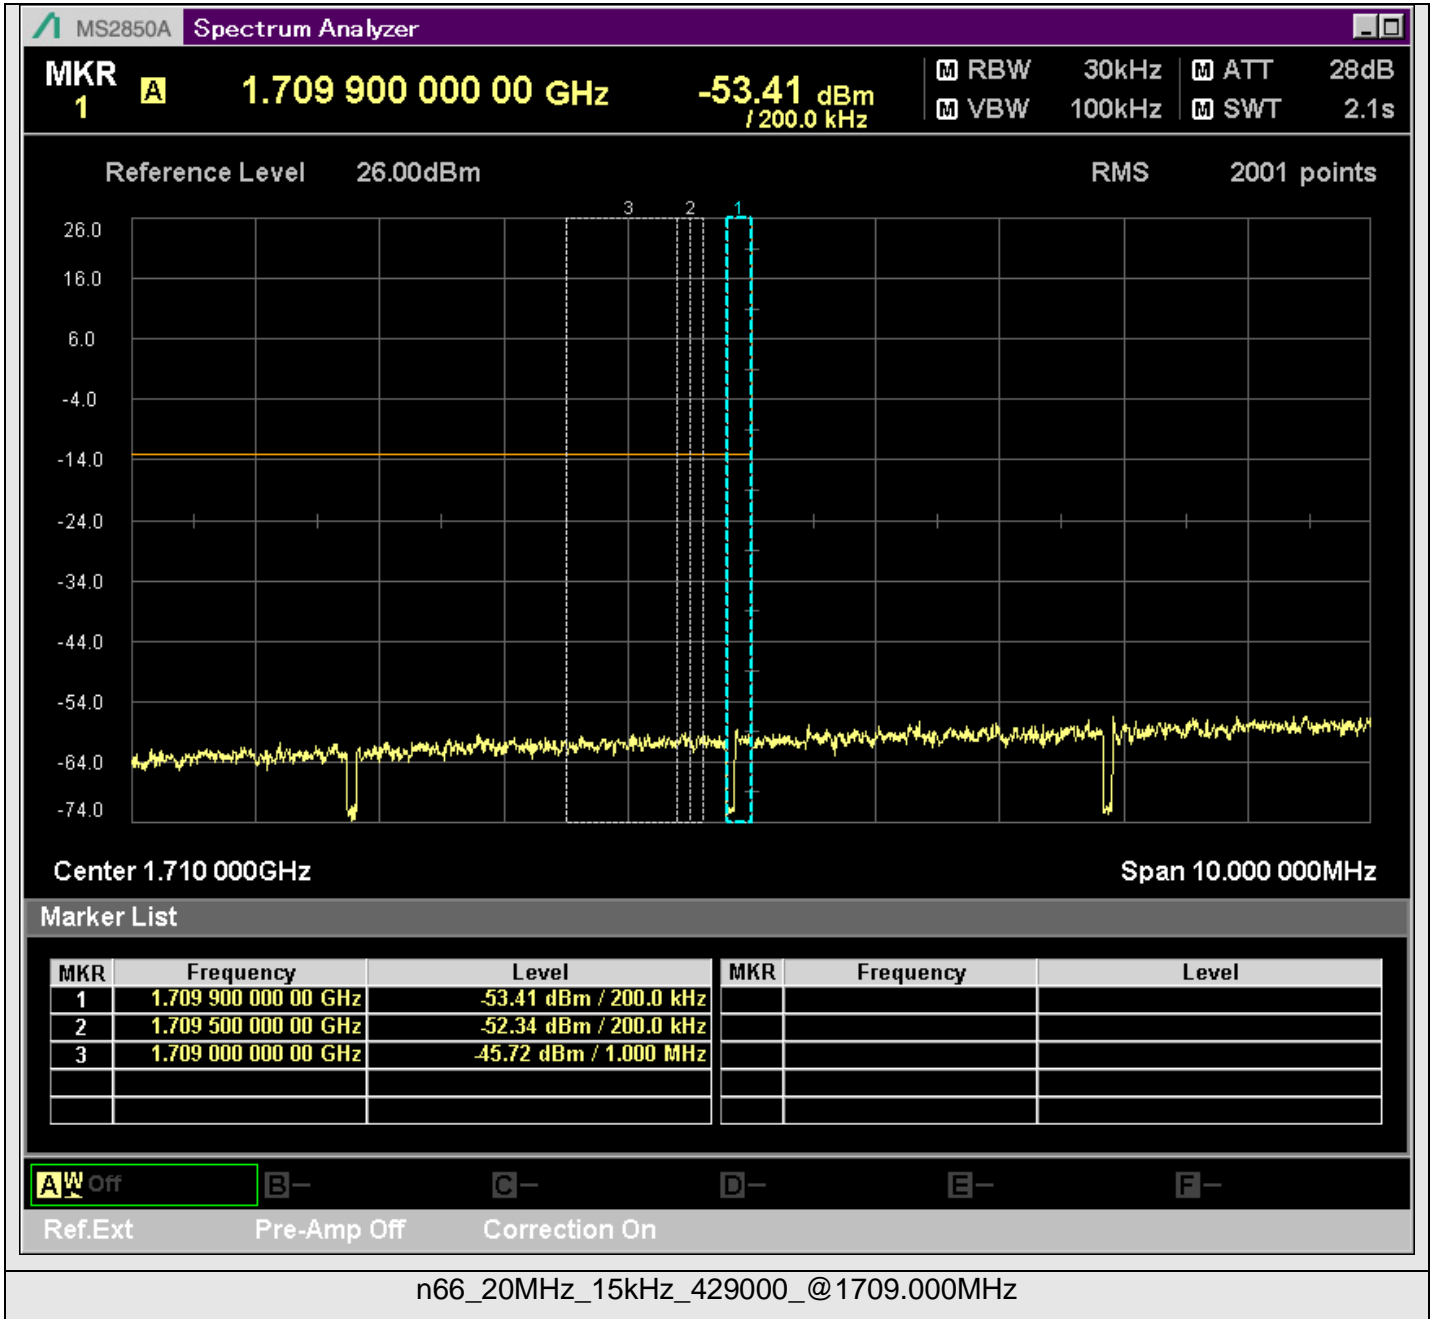 MS2850A Spectrum Analyzer
MKR 1 A 1.709 900 000 00 GHz -53.41 dBm / 200.0 kHz
M RBW 30kHz M ATT 28dB
M VBW 100kHz M SWT 2.1s
Reference Level 26.00dBm RMS 2001 points
3 2 1
26.0
16.0
6.0
-4.0
-14.0
-24.0
-34.0
-44.0
-54.0
-64.0
-74.0
Center 1.710 000GHz Span 10.000 000MHz
Marker List
MKR Frequency Level MKR Frequency Level
1 1.709 900 000 00 GHz -53.41 dBm / 200.0 kHz
2 1.709 500 000 00 GHz -52.34 dBm / 200.0 kHz
3 1.709 000 000 00 GHz -45.72 dBm / 1.000 MHz
A W Off B - C - D - E - F -
Ref.Ext Pre-Amp Off Correction On
n66_20MHz_15kHz_429000_@1709.000MHz